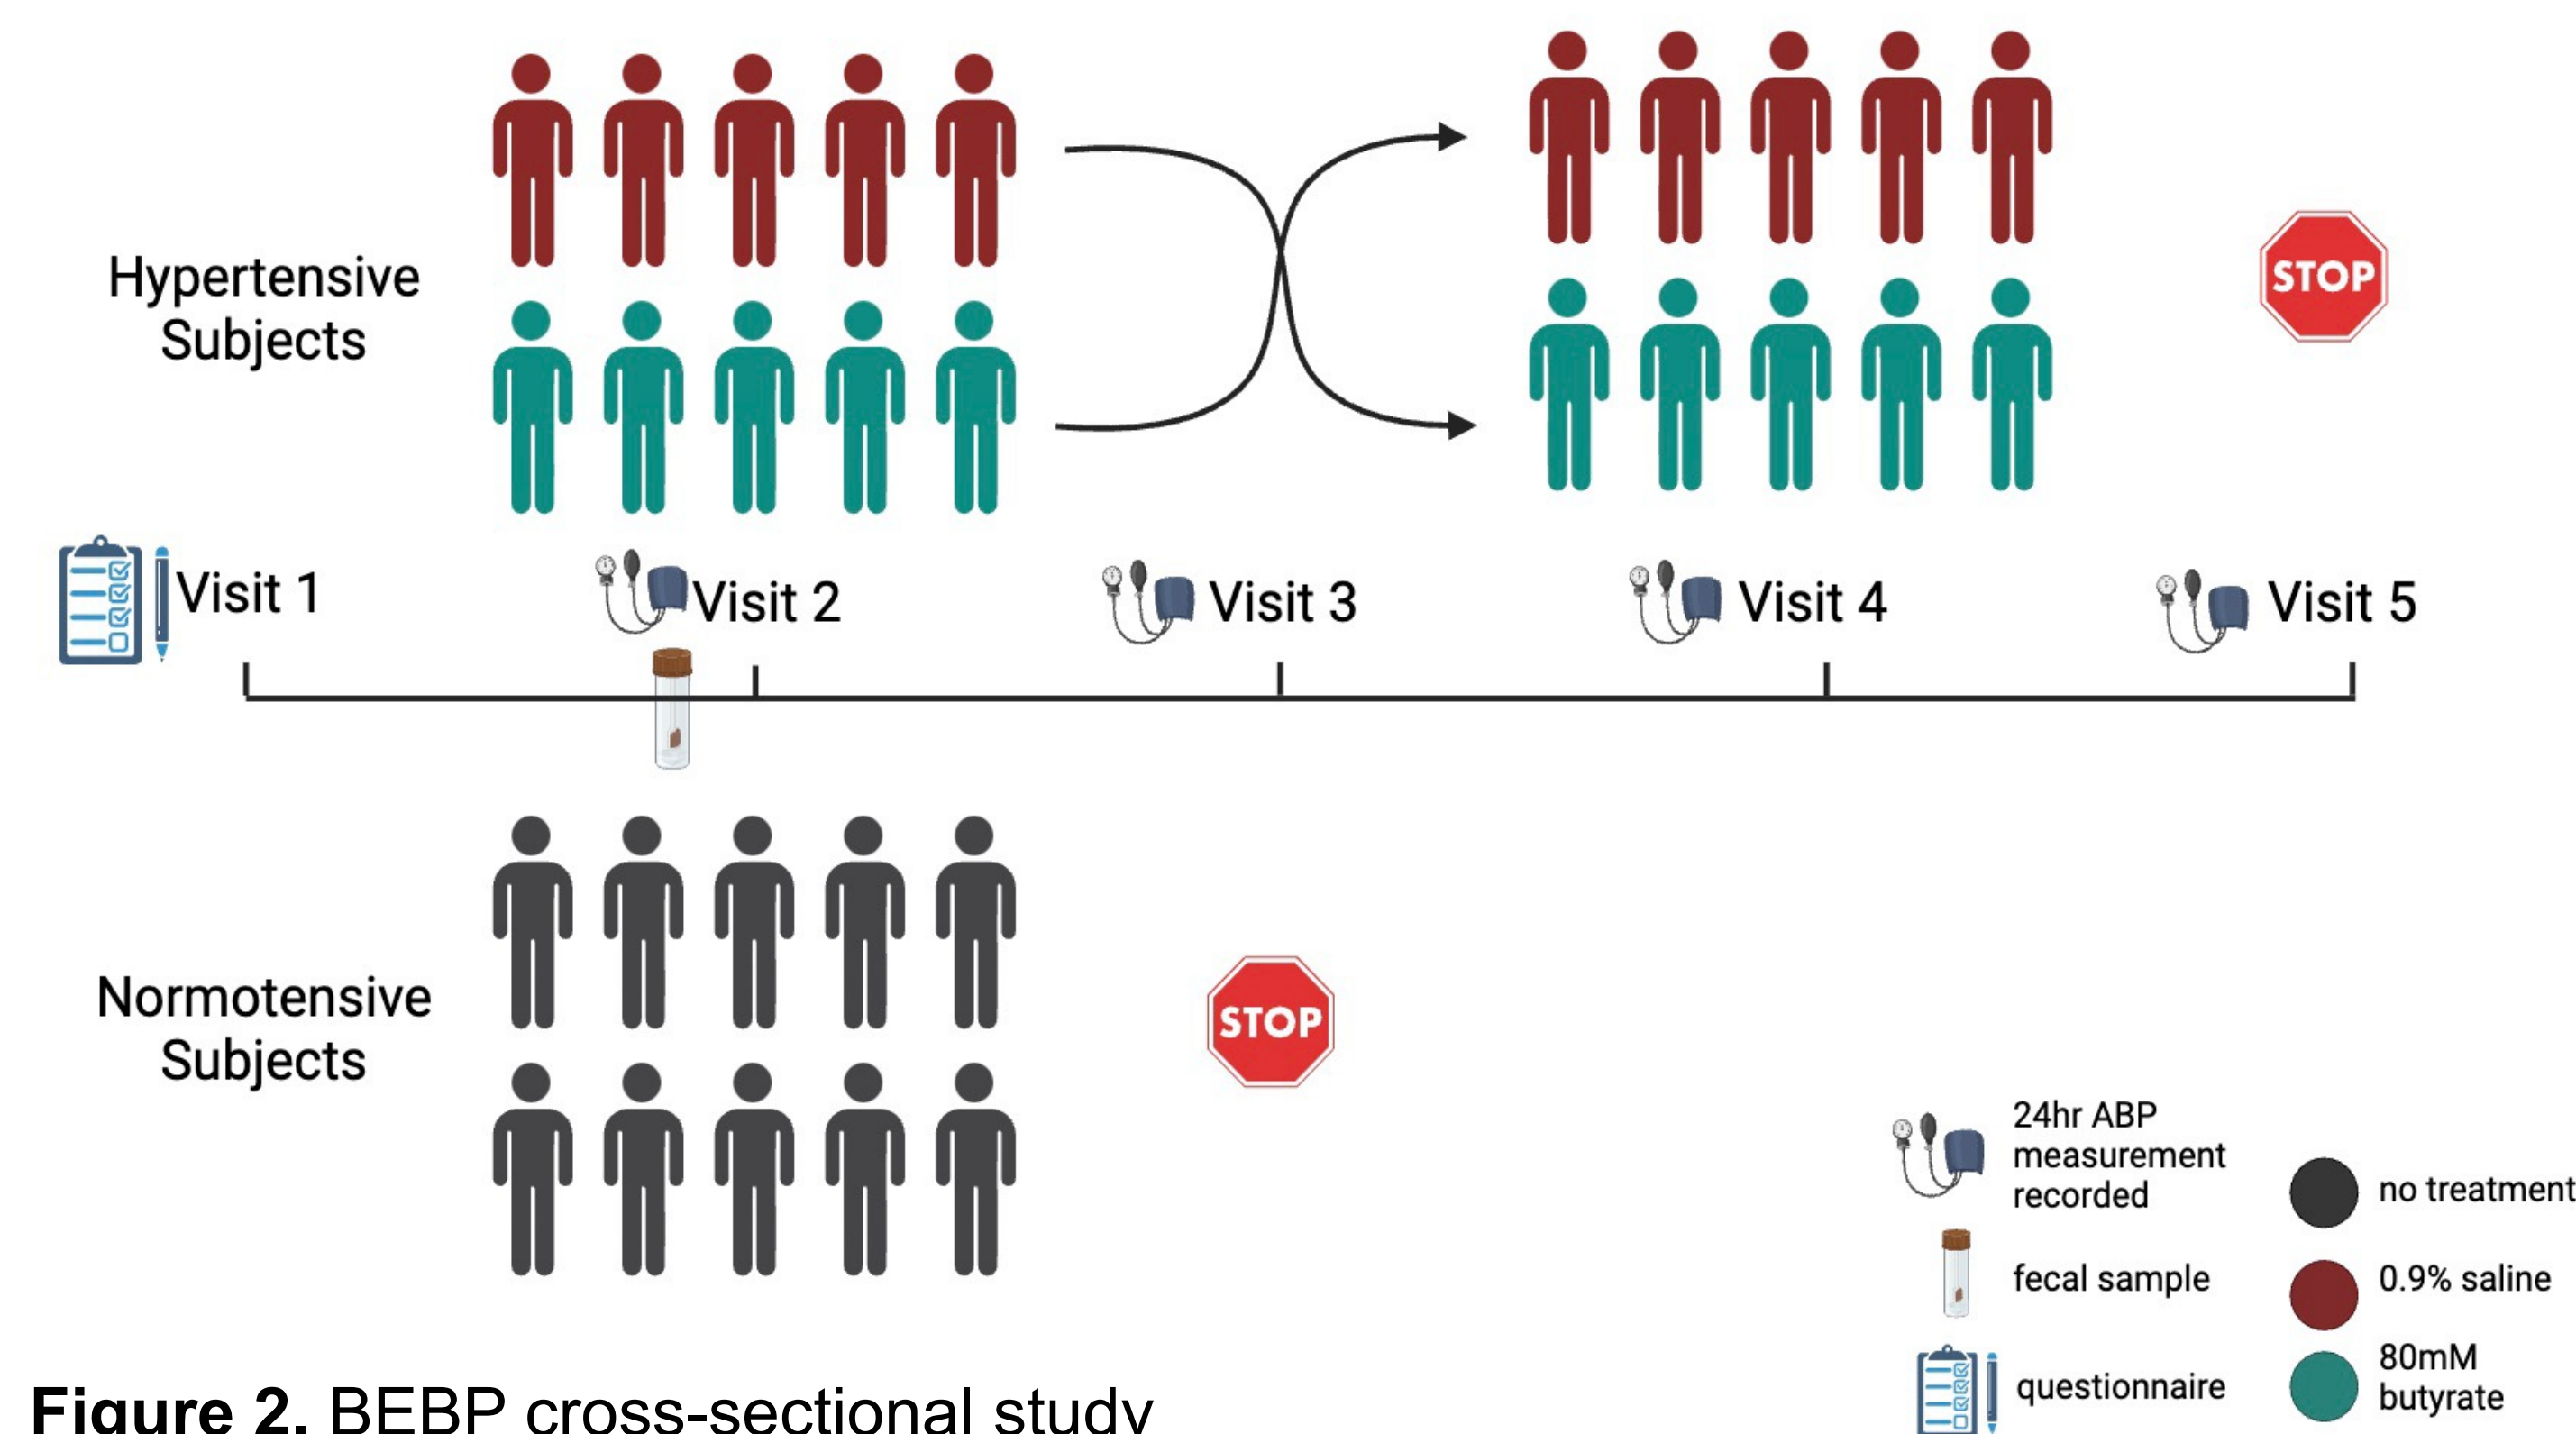 Hypertensive
Subjects
STOP
Visit 1
Visit 2
Visit 3
Visit 4
Visit 5
Normotensive
Subjects
STOP
24hr ABP
measurement
recorded
fecal sample
questionnaire
no treatment
0.9% saline
80mM
butyrate
Figure 2. BEBP cross-sectional study